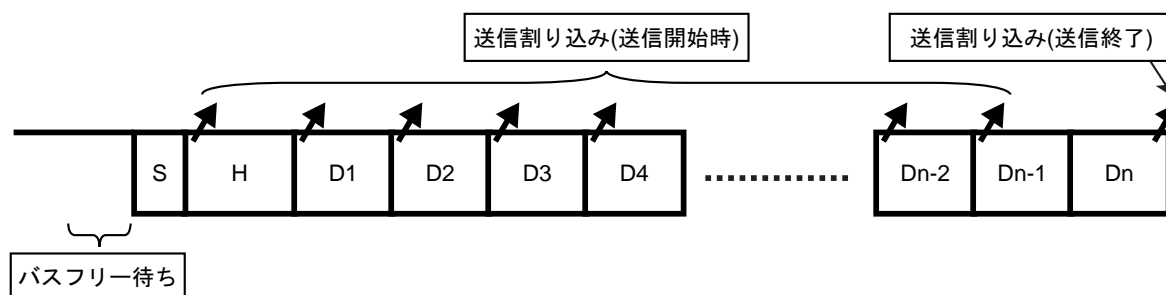 送信割り込み(送信開始時)
送信割り込み(送信終了)
S
H
D1
D2
D3
D4
Dn-2
Dn-1
Dn
バスフリー待ち